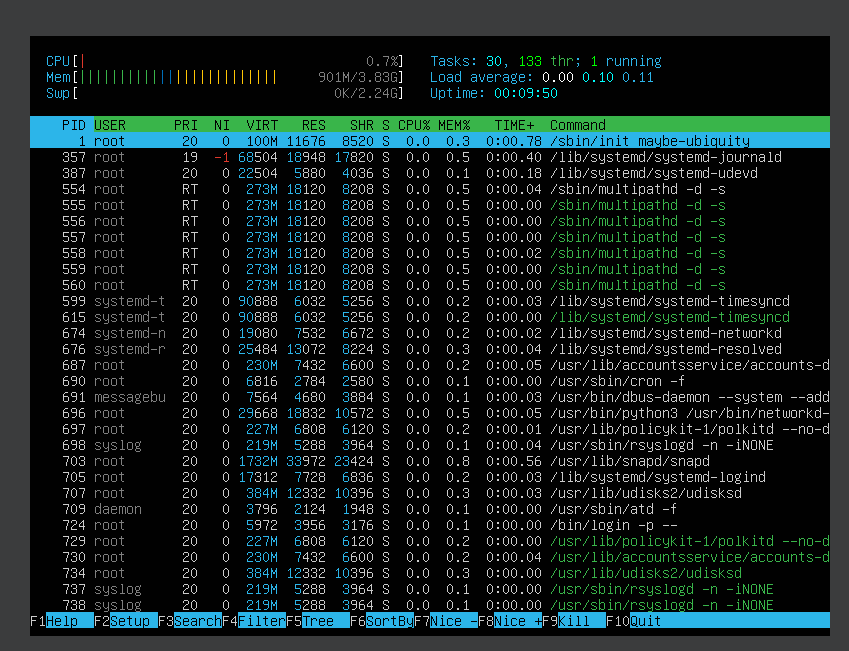 CPU[| 0.7%] Tasks: 30, 133 thr; 1 running
Mem[||||||||||||||||||||||||| 901M/3.83G] Load average: 0.00 0.10 0.11
Swp[ 0K/2.24G] Uptime: 00:09:50
PID USER PRI NI VIRT RES SHR S CPU% MEM% TIME+ Command
1 root 20 0 100M 11676 8520 S 0.0 0.3 0:00.78 /sbin/init maybe-ubiquity
357 root 19 -1 68504 18948 17820 S 0.0 0.5 0:00.40 /lib/systemd/systemd-journald
387 root 20 0 22504 5880 4036 S 0.0 0.1 0:00.18 /lib/systemd/systemd-udevd
554 root RT 0 273M 18120 8208 S 0.0 0.5 0:00.04 /sbin/multipathd -d -s
555 root RT 0 273M 18120 8208 S 0.0 0.5 0:00.00 /sbin/multipathd -d -s
556 root RT 0 273M 18120 8208 S 0.0 0.5 0:00.00 /sbin/multipathd -d -s
557 root RT 0 273M 18120 8208 S 0.0 0.5 0:00.00 /sbin/multipathd -d -s
558 root RT 0 273M 18120 8208 S 0.0 0.5 0:00.02 /sbin/multipathd -d -s
559 root RT 0 273M 18120 8208 S 0.0 0.5 0:00.00 /sbin/multipathd -d -s
560 root RT 0 273M 18120 8208 S 0.0 0.5 0:00.00 /sbin/multipathd -d -s
599 systemd-t 20 0 90888 6032 5256 S 0.0 0.2 0:00.03 /lib/systemd/systemd-timesyncd
615 systemd-t 20 0 90888 6032 5256 S 0.0 0.2 0:00.00 /lib/systemd/systemd-timesyncd
674 systemd-n 20 0 19080 7532 6672 S 0.0 0.2 0:00.02 /lib/systemd/systemd-networkd
676 systemd-r 20 0 25484 13072 8224 S 0.0 0.3 0:00.04 /lib/systemd/systemd-resolved
687 root 20 0 230M 7432 6600 S 0.0 0.2 0:00.05 /usr/lib/accountsservice/accounts-d
690 root 20 0 6816 2784 2580 S 0.0 0.1 0:00.00 /usr/sbin/cron -f
691 messagebu 20 0 7564 4680 3884 S 0.0 0.1 0:00.03 /usr/bin/dbus-daemon --system --add
696 root 20 0 29668 18832 10572 S 0.0 0.5 0:00.05 /usr/bin/python3 /usr/bin/networkd-
697 root 20 0 227M 6808 6120 S 0.0 0.2 0:00.01 /usr/lib/policykit-1/polkitd --no-d
698 syslog 20 0 219M 5288 3964 S 0.0 0.1 0:00.04 /usr/sbin/rsyslogd -n -iNONE
703 root 20 0 1732M 33972 23424 S 0.0 0.8 0:00.56 /usr/lib/snapd/snapd
705 root 20 0 17312 7728 6836 S 0.0 0.2 0:00.03 /lib/systemd/systemd-logind
707 root 20 0 384M 12332 10396 S 0.0 0.3 0:00.03 /usr/lib/udisks2/udisksd
709 daemon 20 0 3796 2124 1948 S 0.0 0.1 0:00.00 /usr/sbin/atd -f
724 root 20 0 5972 3956 3176 S 0.0 0.1 0:00.00 /bin/login -p --
729 root 20 0 227M 6808 6120 S 0.0 0.2 0:00.00 /usr/lib/policykit-1/polkitd --no-d
730 root 20 0 230M 7432 6600 S 0.0 0.2 0:00.04 /usr/lib/accountsservice/accounts-d
734 root 20 0 384M 12332 10396 S 0.0 0.3 0:00.00 /usr/lib/udisks2/udisksd
737 syslog 20 0 219M 5288 3964 S 0.0 0.1 0:00.00 /usr/sbin/rsyslogd -n -iNONE
738 syslog 20 0 219M 5288 3964 S 0.0 0.1 0:00.00 /usr/sbin/rsyslogd -n -iNONE
F1Help F2Setup F3SearchF4FilterF5Tree F6SortByF7Nice -F8Nice +F9Kill F10Quit